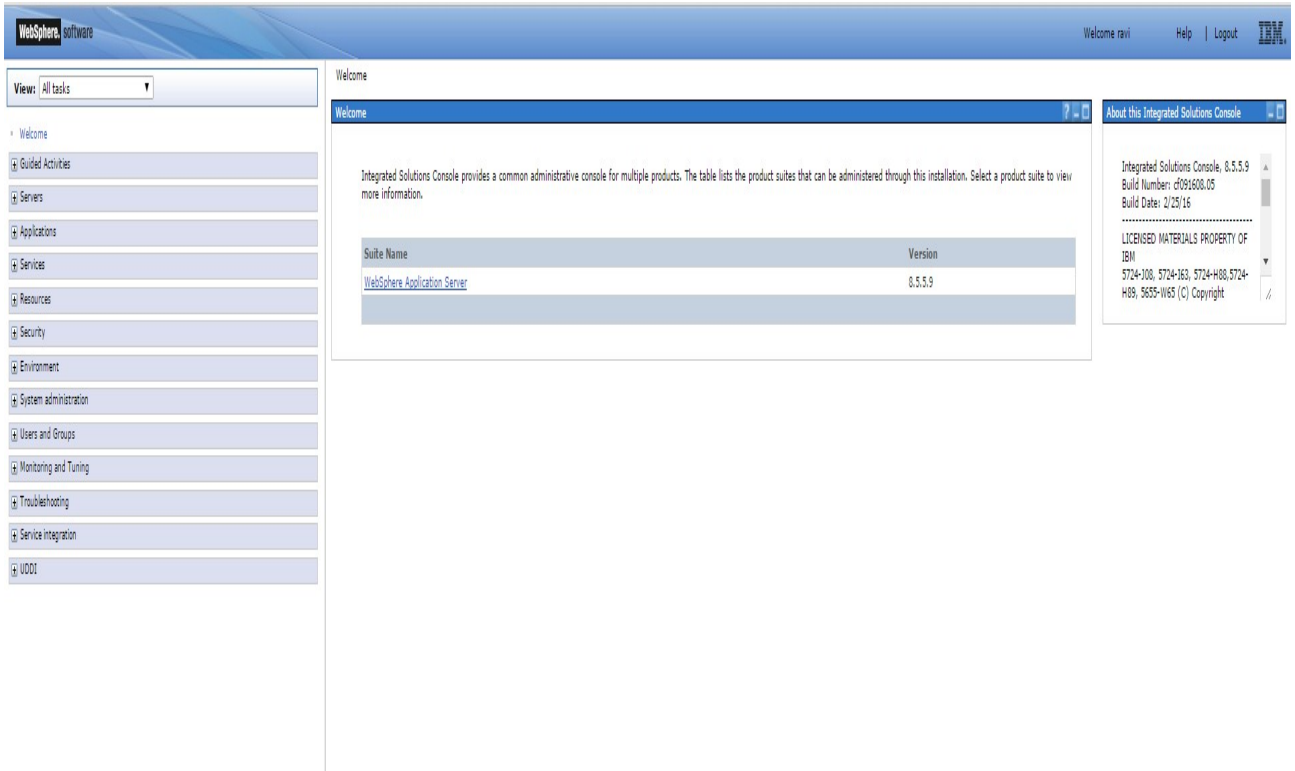 WebSphere. software
Welcome ravi Help | Logout IBM.
View: All tasks
Welcome
Guided Activities
Servers
Applications
Services
Resources
Security
Environment
System administration
Users and Groups
Monitoring and Tuning
Troubleshooting
Service integration
UDDI
Welcome
Welcome
Integrated Solutions Console provides a common administrative console for multiple products. The table lists the product suites that can be administered through this installation. Select a product suite to view
more information.
Suite Name Version
WebSphere Application Server 8.5.5.9
About this Integrated Solutions Console
Integrated Solutions Console, 8.5.5.9
Build Number: cf091608.05
Build Date: 2/25/16
----------------------------------------
LICENSED MATERIALS PROPERTY OF
IBM
5724-J08, 5724-I63, 5724-H88,5724-
H89, 5655-W65 (C) Copyright